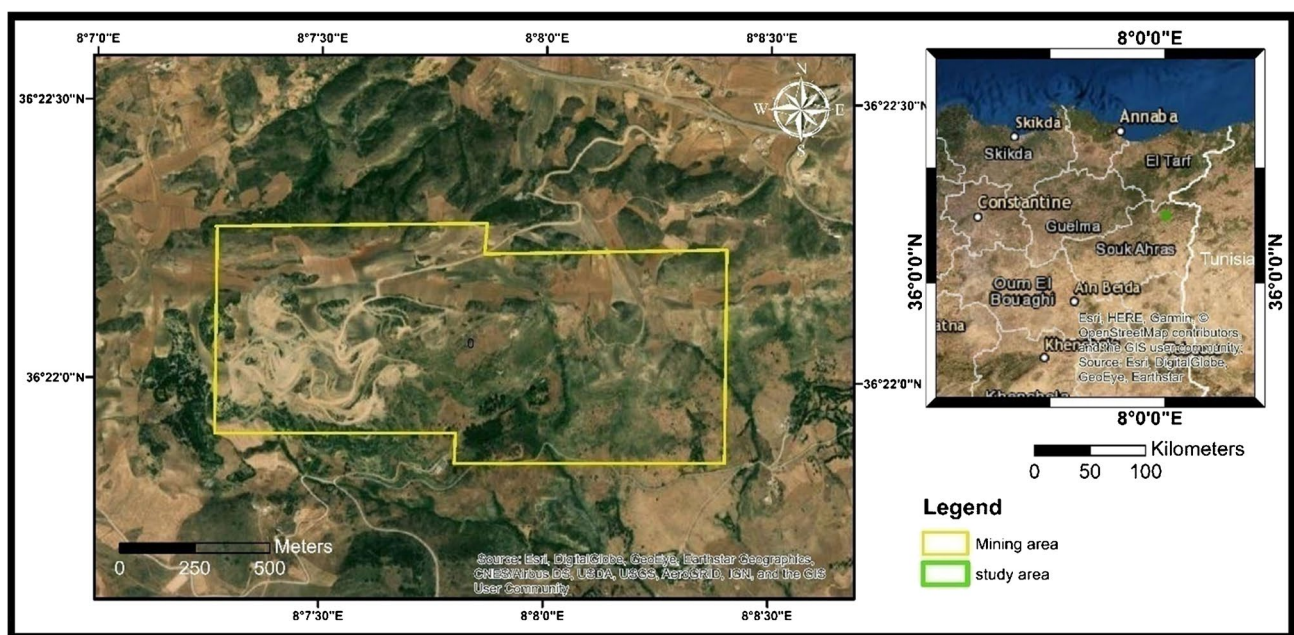 8°7'0"E
8°7'30"E
8°8'0"E
8°8'30"E
36°22'30"N
36°22'30"N
N
W
E
S
36°22'0"N
36°22'0"N
Meters
0 250 500
Source: Esri, DigitalGlobe, GeoEye, Earthstar Geographics,
CNES/Airbus DS, USDA, USGS, AeroGRID, IGN, and the GIS
User Community
8°7'30"E
8°8'0"E
8°8'30"E
8°0'0"E
Skikda
Annaba
Skikda
El Tarf
Constantine
Guelma
Souk Ahras
Tunisia
36°0'0"N
36°0'0"N
Oum El
Bouaghi
Ain Beida
atna
Esri, HERE, Garmin, ©
OpenStreetMap contributors,
and the GIS user community,
Source: Esri, DigitalGlobe,
GeoEye, Earthstar
8°0'0"E
Kilometers
0 50 100
Legend
Mining area
study area